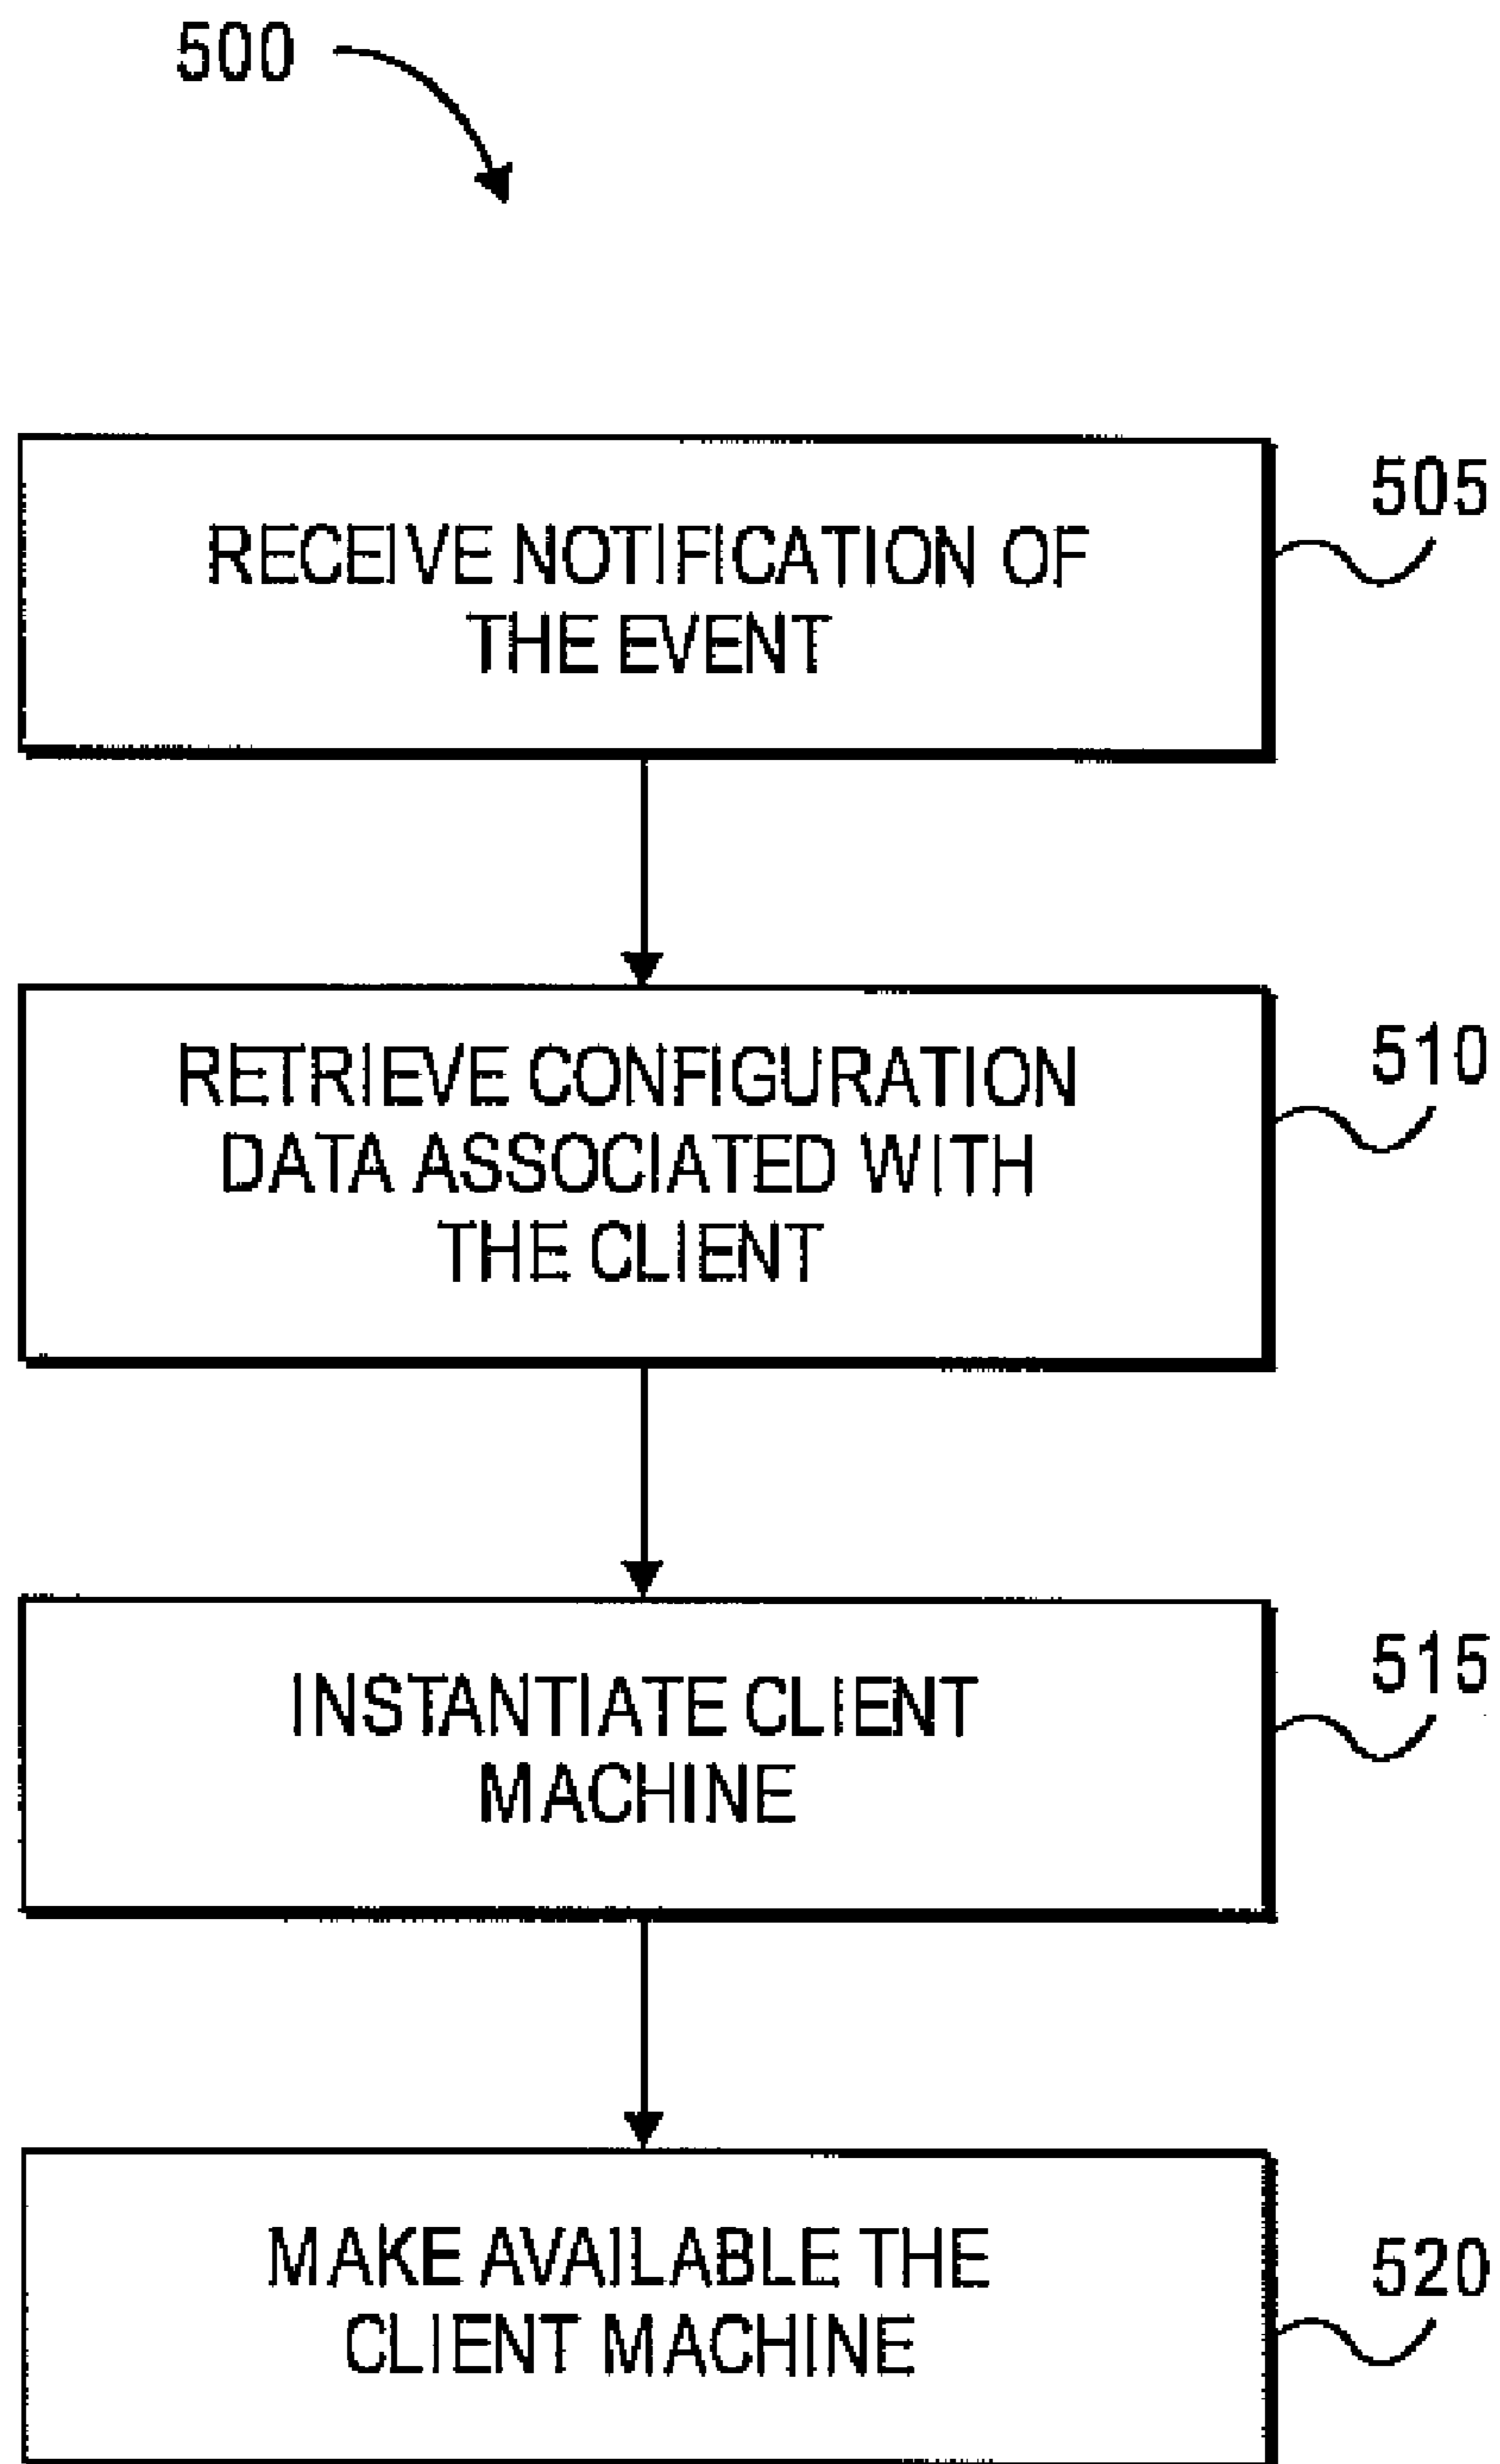 500
505
RECEIVE NOTIFICATION OF
THE EVENT
510
RETRIEVE CONFIGURATION
DATA ASSOCIATED WITH
THE CLIENT
515
INSTANTIATE CLIENT
MACHINE
520
MAKE AVAILABLE THE
CLIENT MACHINE